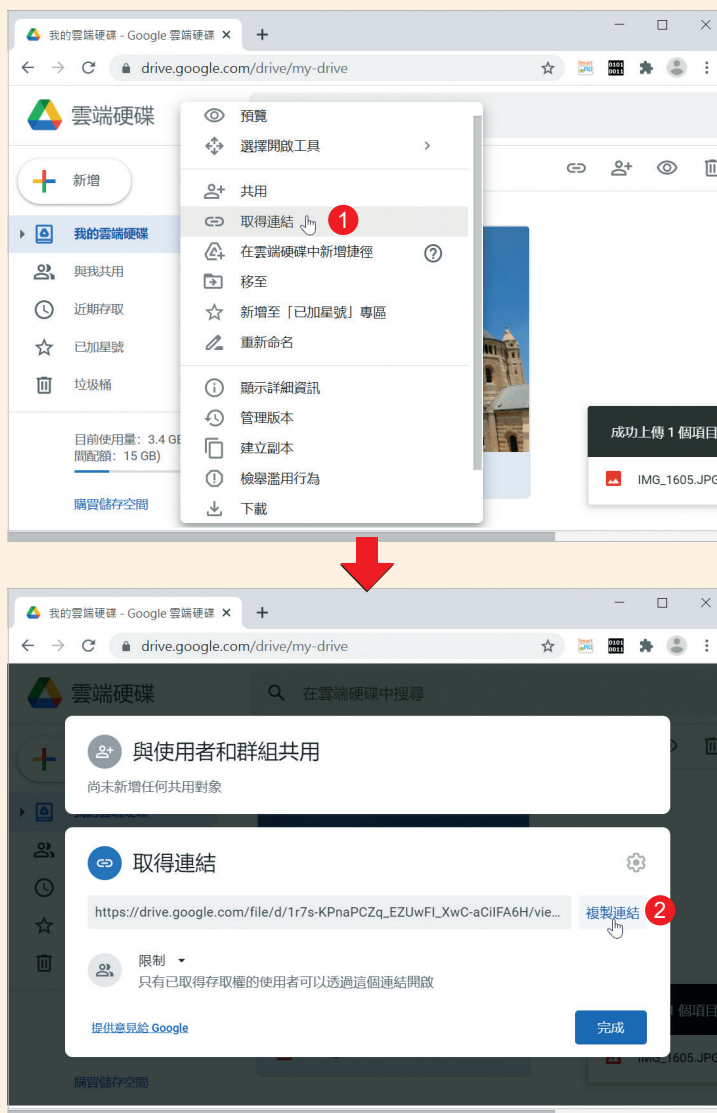 我的雲端硬碟 - Google 雲端硬碟
drive.google.com/drive/my-drive
雲端硬碟
新增
我的雲端硬碟
與我共用
近期存取
已加星號
垃圾桶
目前使用量: 3.4 GB
間配額: 15 GB)
購買儲存空間
預覽
選擇開啟工具
共用
取得連結 1
在雲端硬碟中新增捷徑
移至
新增至「已加星號」專區
重新命名
顯示詳細資訊
管理版本
建立副本
檢舉濫用行為
下載
成功上傳 1 個項目
IMG_1605.JPG
我的雲端硬碟 - Google 雲端硬碟
drive.google.com/drive/my-drive
雲端硬碟
在雲端硬碟中搜尋
與使用者和群組共用
尚未新增任何共用對象
取得連結
https://drive.google.com/file/d/1r7s-KPnaPCZq_EZUwFI_XwC-aCiIFA6H/vie...
複製連結 2
限制
只有已取得存取權的使用者可以透過這個連結開啟
提供意見給 Google
完成
1 個項目
IMG_1605.JPG
購買儲存空間